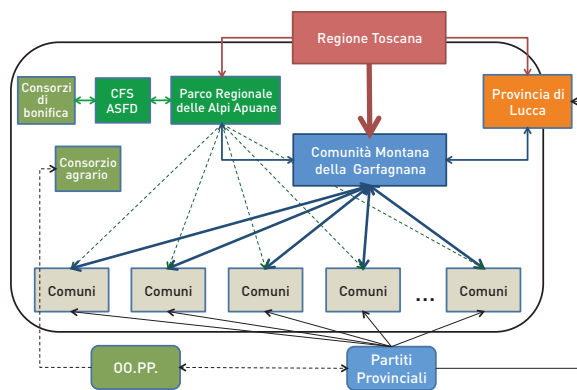 Regione Toscana
Consorzi
di
bonifica
CFS
ASFD
Parco Regionale
delle Alpi Apuane
Provincia di
Lucca
Consorzio
agrario
Comunità Montana
della Garfagnana
Comuni
Comuni
Comuni
Comuni
...
Comuni
OO.PP.
Partiti
Provinciali